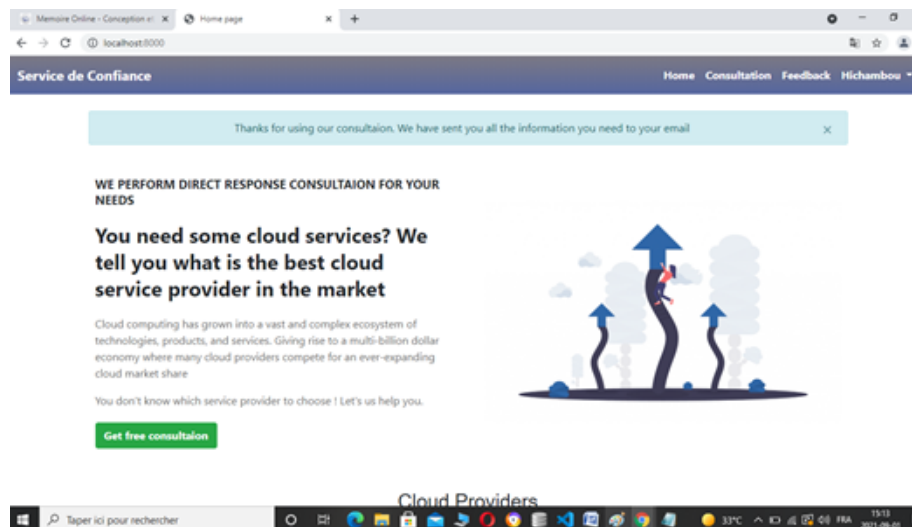 Memoire Online - Conception et
Home page
localhost:8000
Service de Confiance
Home Consultation Feedback Hichambou
Thanks for using our consultaion. We have sent you all the information you need to your email
WE PERFORM DIRECT RESPONSE CONSULTAION FOR YOUR
NEEDS
You need some cloud services? We
tell you what is the best cloud
service provider in the market
Cloud computing has grown into a vast and complex ecosystem of
technologies, products, and services. Giving rise to a multi-billion dollar
economy where many cloud providers compete for an ever-expanding
cloud market share
You don't know which service provider to choose ! Let's us help you.
Get free consultaion
Cloud Providers
Taper ici pour rechercher
33°C
FRA
15:13